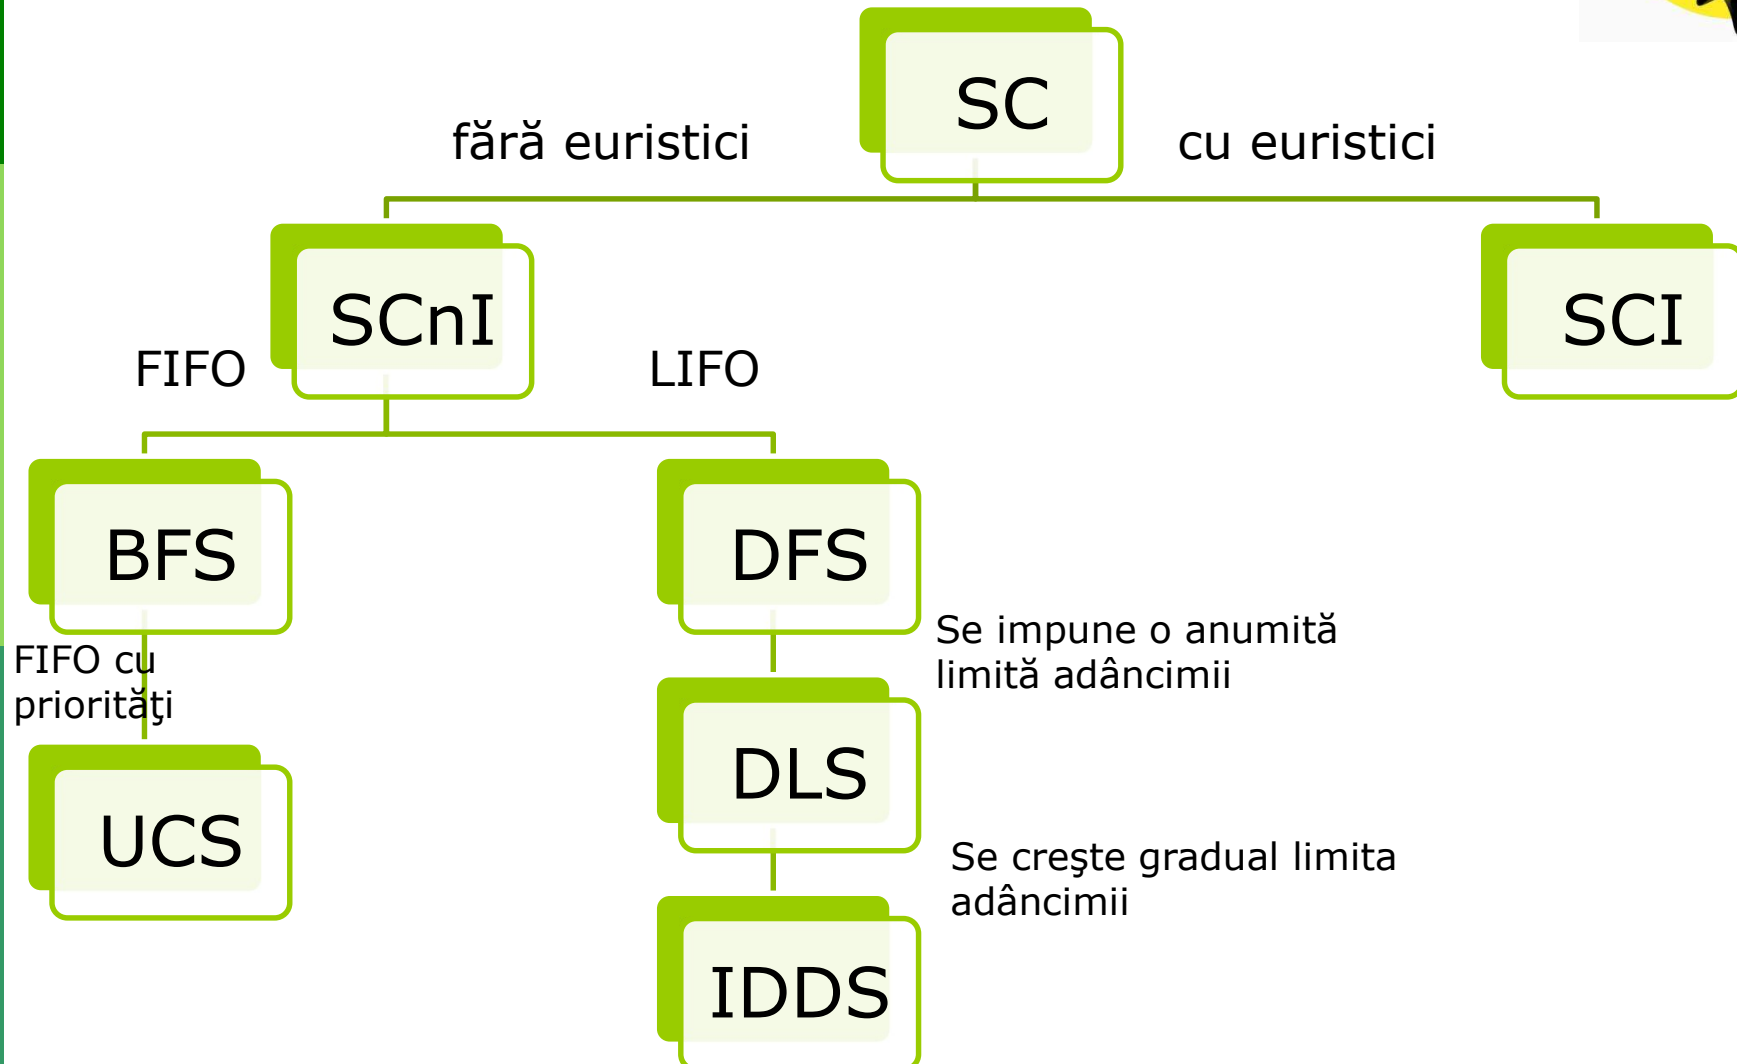 SC
fără euristici
cu euristici
SCnI
SCI
FIFO
LIFO
BFS
DFS
FIFO cu
priorităţi
Se impune o anumită
limită adâncimii
UCS
DLS
Se creşte gradual limita
adâncimii
IDDS